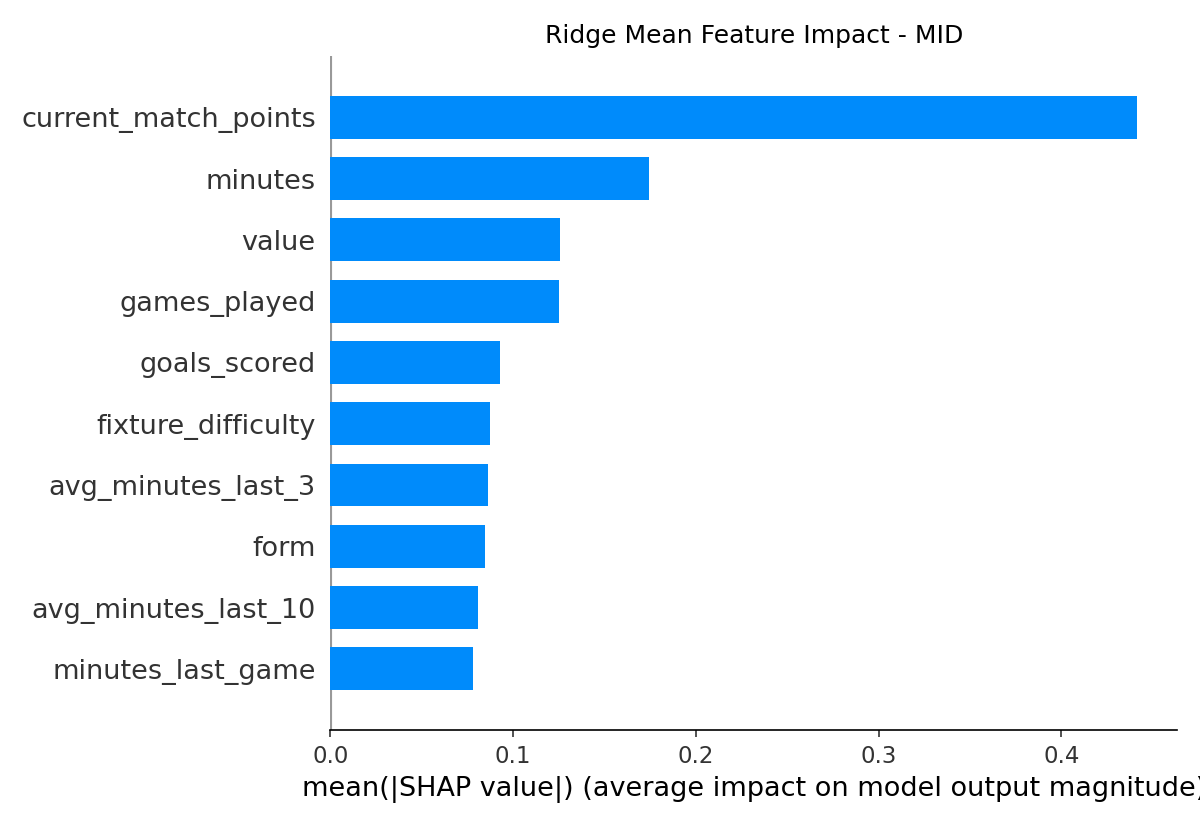 Ridge Mean Feature Impact - MID
current_match_points
minutes
value
games_played
goals_scored
fixture_difficulty
avg_minutes_last_3
form
avg_minutes_last_10
minutes_last_game
0.0 0.1 0.2 0.3 0.4
mean(|SHAP value|) (average impact on model output magnitude)